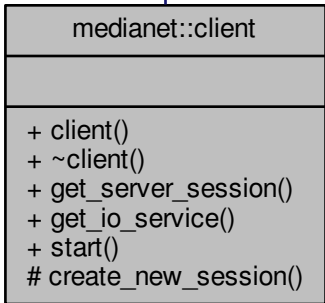 medianet::client
+ client()
+ ~client()
+ get_server_session()
+ get_io_service()
+ start()
# create_new_session()